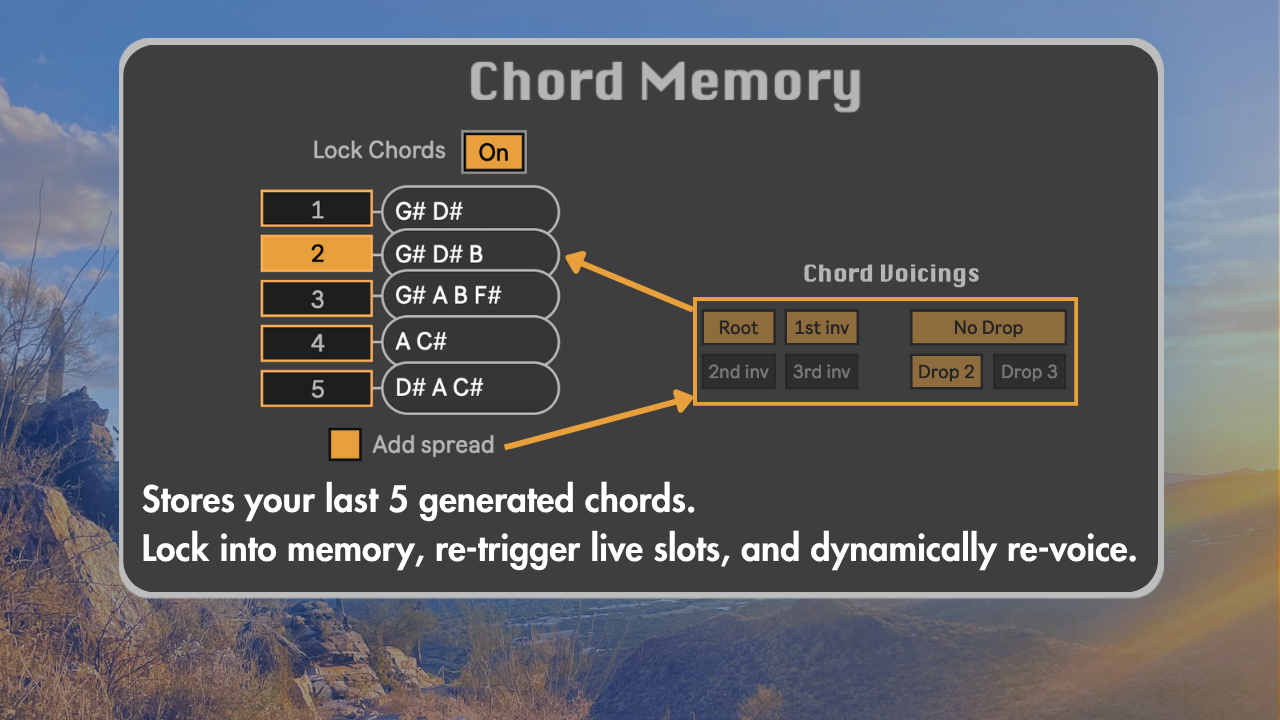 Chord Memory
Lock Chords On
1 G# D#
2 G# D# B
3 G# A B F#
4 A C#
5 D# A C#
Add spread
Chord Voicings
Root 1st inv No Drop
2nd inv 3rd inv Drop 2 Drop 3
Stores your last 5 generated chords.
Lock into memory, re-trigger live slots, and dynamically re-voice.